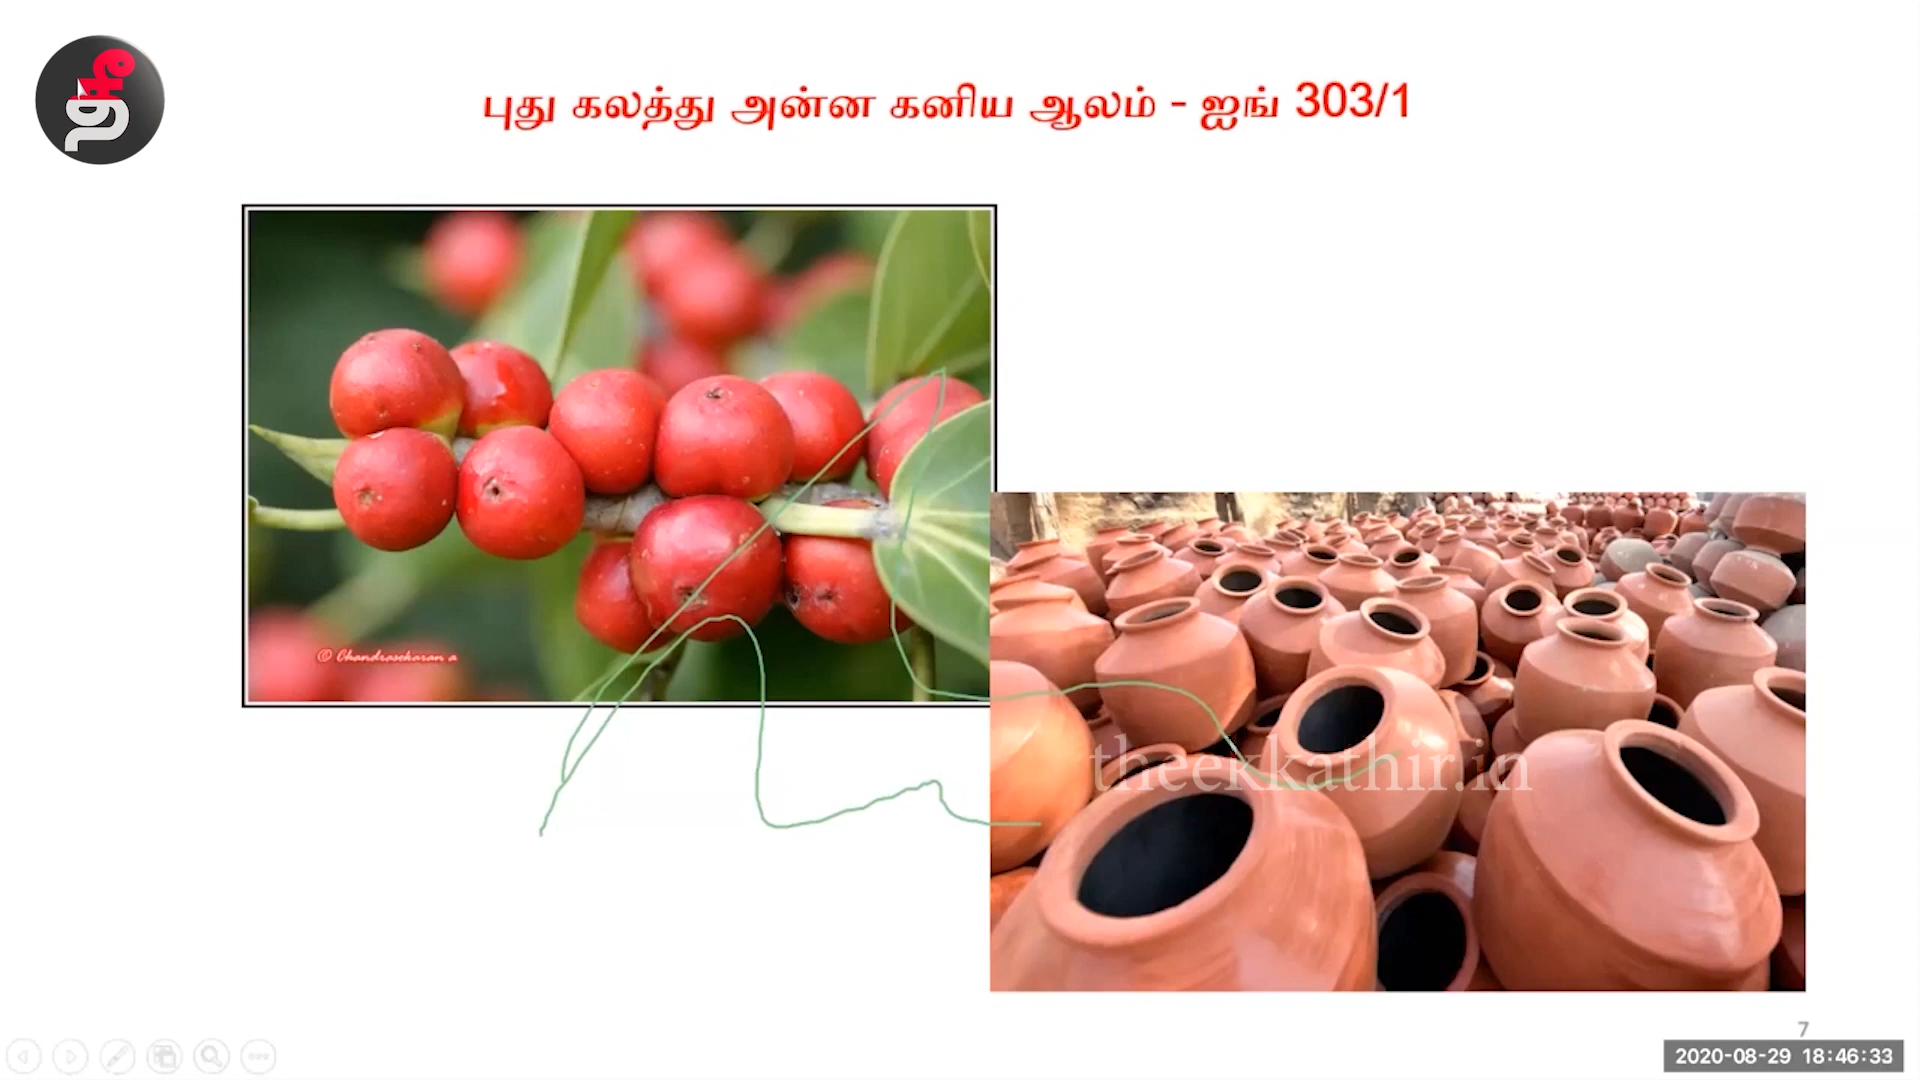 தீ
புது கலத்து அன்ன கனிய ஆலம் - ஐங் 303/1
© Chandrasekaran a
theekkathir.in
7
2020-08-29 18:46:33